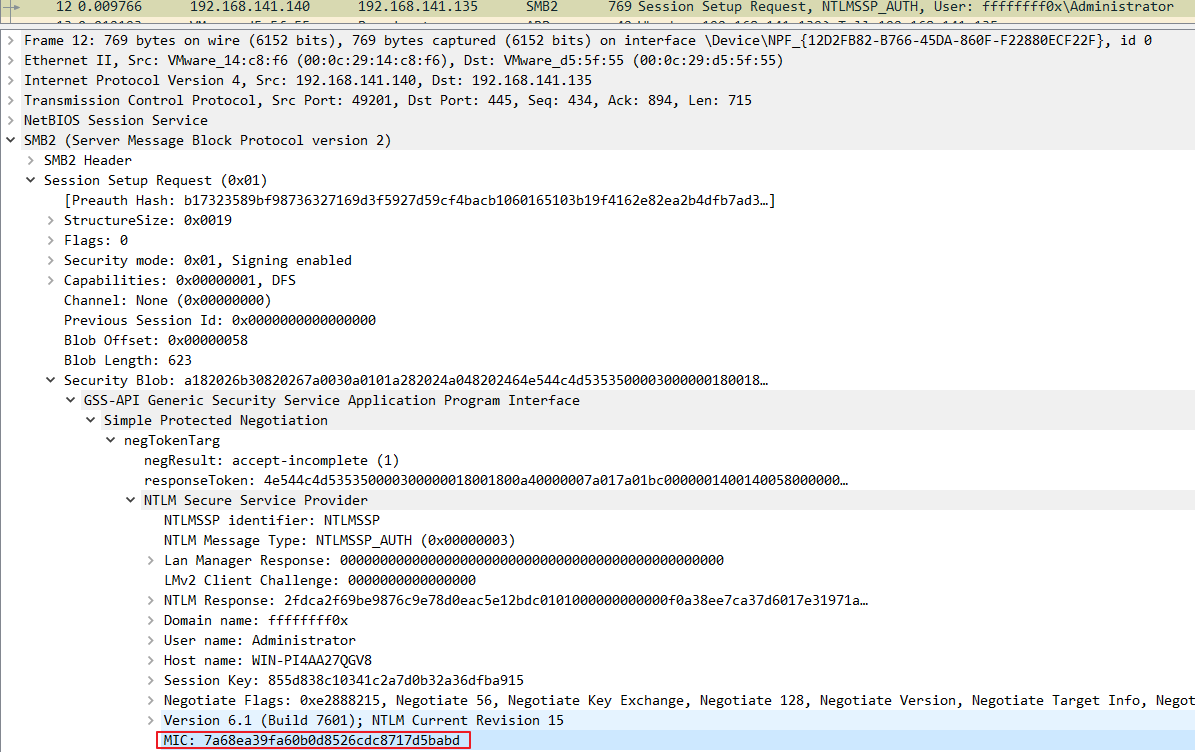 12 0.009766 192.168.141.140 192.168.141.135 SMB2 769 Session Setup Request, NTLMSSP_AUTH, User: ffffffff0x\Administrator
Frame 12: 769 bytes on wire (6152 bits), 769 bytes captured (6152 bits) on interface \Device\NPF_{12D2FB82-B766-45DA-860F-F22880ECF22F}, id 0
Ethernet II, Src: VMware_14:c8:f6 (00:0c:29:14:c8:f6), Dst: VMware_d5:5f:55 (00:0c:29:d5:5f:55)
Internet Protocol Version 4, Src: 192.168.141.140, Dst: 192.168.141.135
Transmission Control Protocol, Src Port: 49201, Dst Port: 445, Seq: 434, Ack: 894, Len: 715
NetBIOS Session Service
SMB2 (Server Message Block Protocol version 2)
SMB2 Header
Session Setup Request (0x01)
[Preauth Hash: b17323589bf98736327169d3f5927d59cf4bacb1060165103b19f4162e82ea2b4dfb7ad3…]
StructureSize: 0x0019
Flags: 0
Security mode: 0x01, Signing enabled
Capabilities: 0x00000001, DFS
Channel: None (0x00000000)
Previous Session Id: 0x0000000000000000
Blob Offset: 0x00000058
Blob Length: 623
Security Blob: a182026b30820267a0030a0101a282024a048202464e544c4d5353500003000000180018…
GSS-API Generic Security Service Application Program Interface
Simple Protected Negotiation
negTokenTarg
negResult: accept-incomplete (1)
responseToken: 4e544c4d535350000300000018001800a40000007a017a01bc0000001400140058000000…
NTLM Secure Service Provider
NTLMSSP identifier: NTLMSSP
NTLM Message Type: NTLMSSP_AUTH (0x00000003)
Lan Manager Response: 000000000000000000000000000000000000000000000000
LMv2 Client Challenge: 0000000000000000
NTLM Response: 2fdca2f69be9876c9e78d0eac5e12bdc0101000000000000f0a38ee7ca37d6017e31971a…
Domain name: ffffffff0x
User name: Administrator
Host name: WIN-PI4AA27QGV8
Session Key: 855d838c10341c2a7d0b32a36dfba915
Negotiate Flags: 0xe2888215, Negotiate 56, Negotiate Key Exchange, Negotiate 128, Negotiate Version, Negotiate Target Info, Negot
Version 6.1 (Build 7601); NTLM Current Revision 15
MIC: 7a68ea39fa60b0d8526cdc8717d5babd